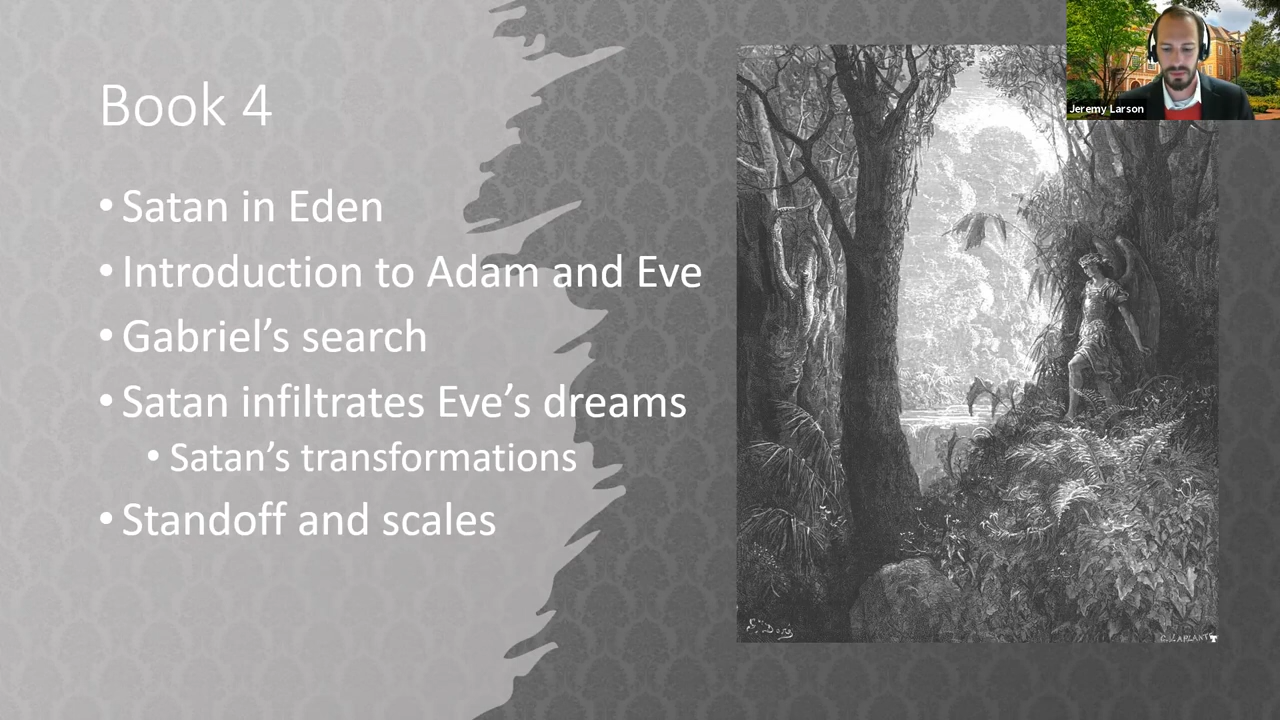 Book 4
• Satan in Eden
• Introduction to Adam and Eve
• Gabriel’s search
• Satan infiltrates Eve’s dreams
• Satan’s transformations
• Standoff and scales
Jeremy Larson
G. Doré